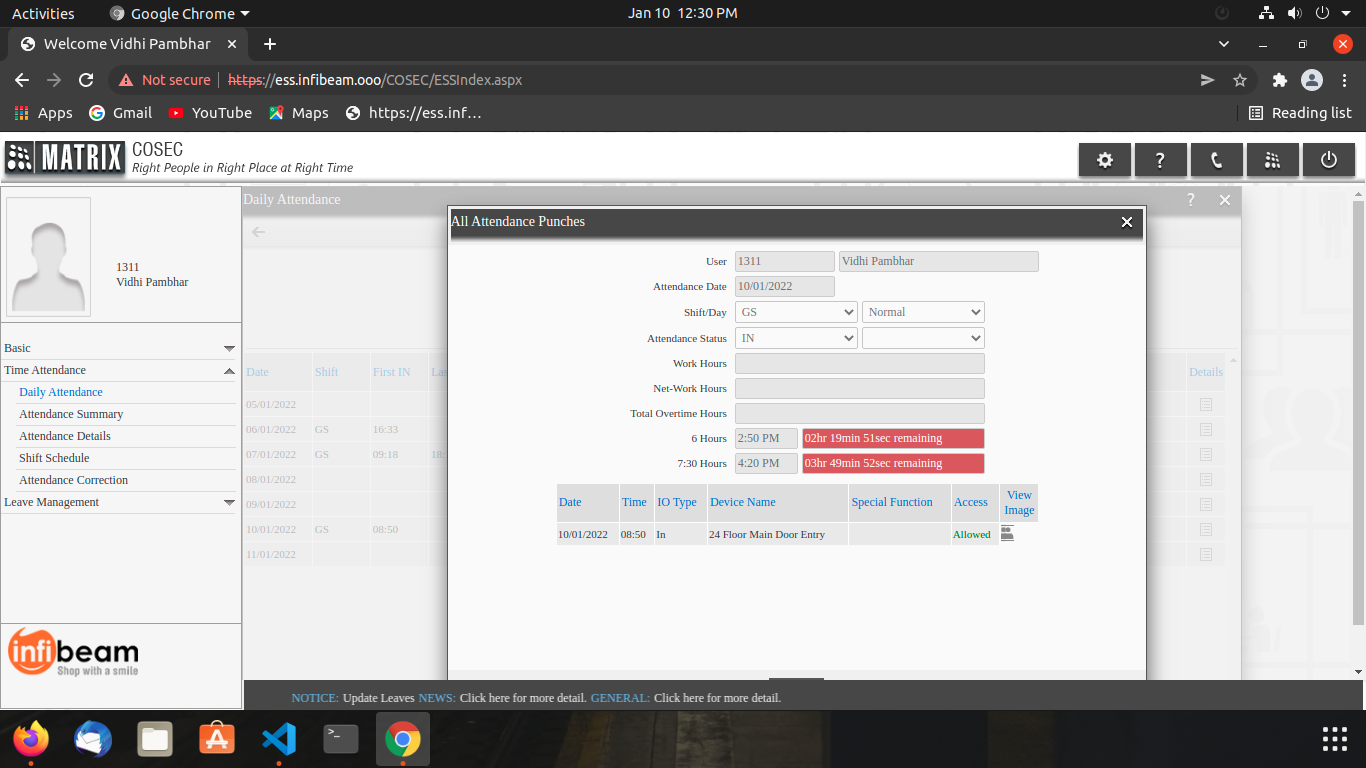 Activities Google Chrome Jan 10 12:30 PM
Welcome Vidhi Pambhar
Not secure https://ess.infibeam.ooo/COSEC/ESSIndex.aspx
Apps Gmail YouTube Maps https://ess.inf… Reading list
MATRIX COSEC
Right People in Right Place at Right Time
?
1311
Vidhi Pambhar
Basic
Time Attendance
Daily Attendance
Attendance Summary
Attendance Details
Shift Schedule
Attendance Correction
Leave Management
infibeam
Shop with a smile
Daily Attendance ?
Date Shift First IN Details
05/01/2022
06/01/2022 GS 16:33
07/01/2022 GS 09:18
08/01/2022
09/01/2022
10/01/2022 GS 08:50
11/01/2022
All Attendance Punches
User 1311 Vidhi Pambhar
Attendance Date 10/01/2022
Shift/Day GS Normal
Attendance Status IN
Work Hours
Net-Work Hours
Total Overtime Hours
6 Hours 2:50 PM 02hr 19min 51sec remaining
7:30 Hours 4:20 PM 03hr 49min 52sec remaining
Date Time IO Type Device Name Special Function Access View Image
10/01/2022 08:50 In 24 Floor Main Door Entry Allowed
NOTICE: Update Leaves NEWS: Click here for more detail. GENERAL: Click here for more detail.